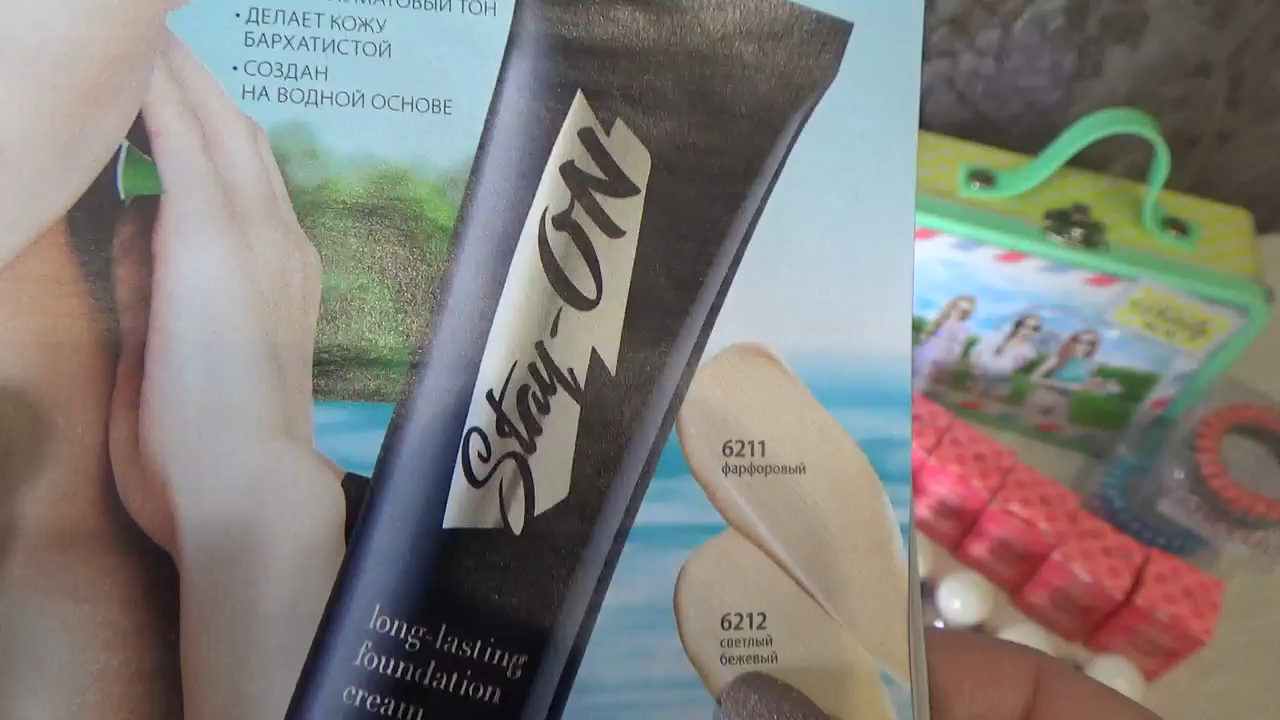 МАТОВЫЙ ТОН
• ДЕЛАЕТ КОЖУ
БАРХАТИСТОЙ
• СОЗДАН
НА ВОДНОЙ ОСНОВЕ
Stay-ON
6211
фарфоровый
6212
светлый
бежевый
long-lasting
foundation
cream